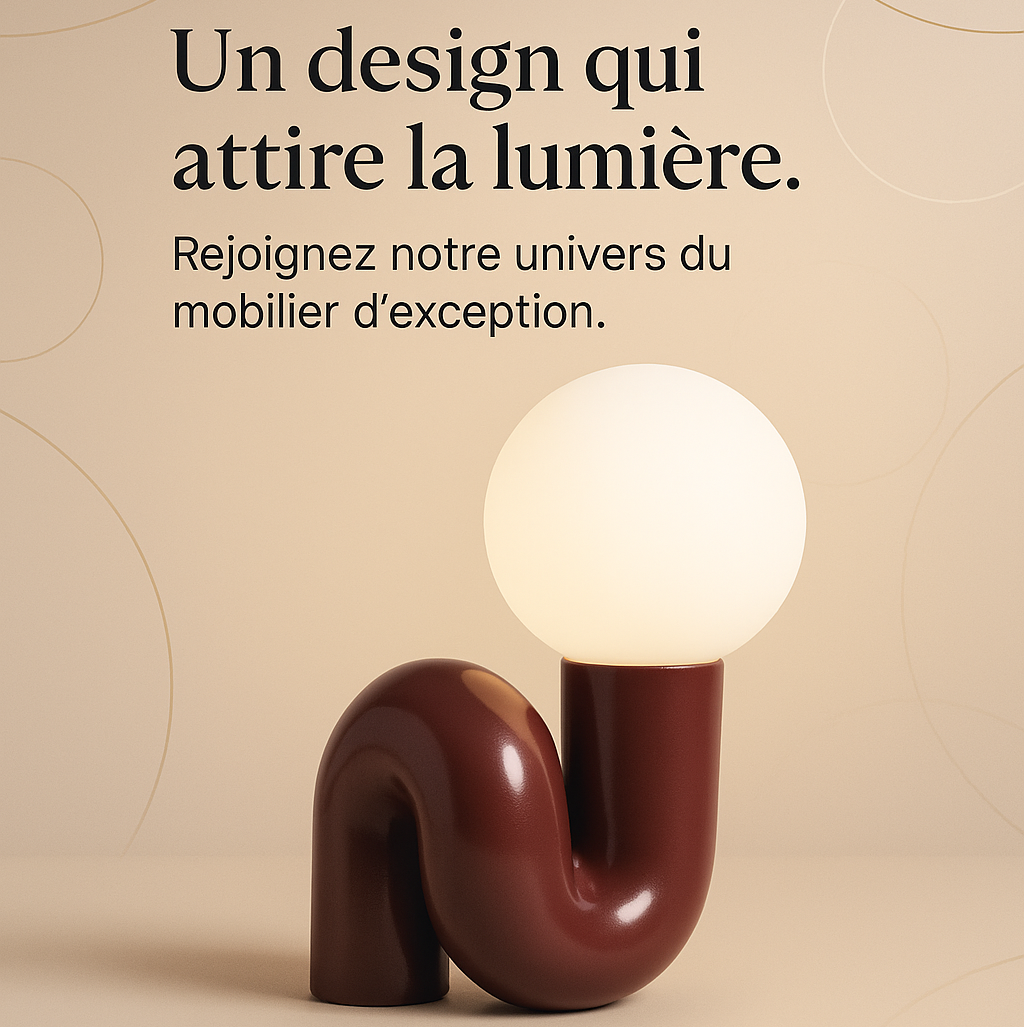 Un design qui
attire la lumière.
Rejoignez notre univers du
mobilier d’exception.